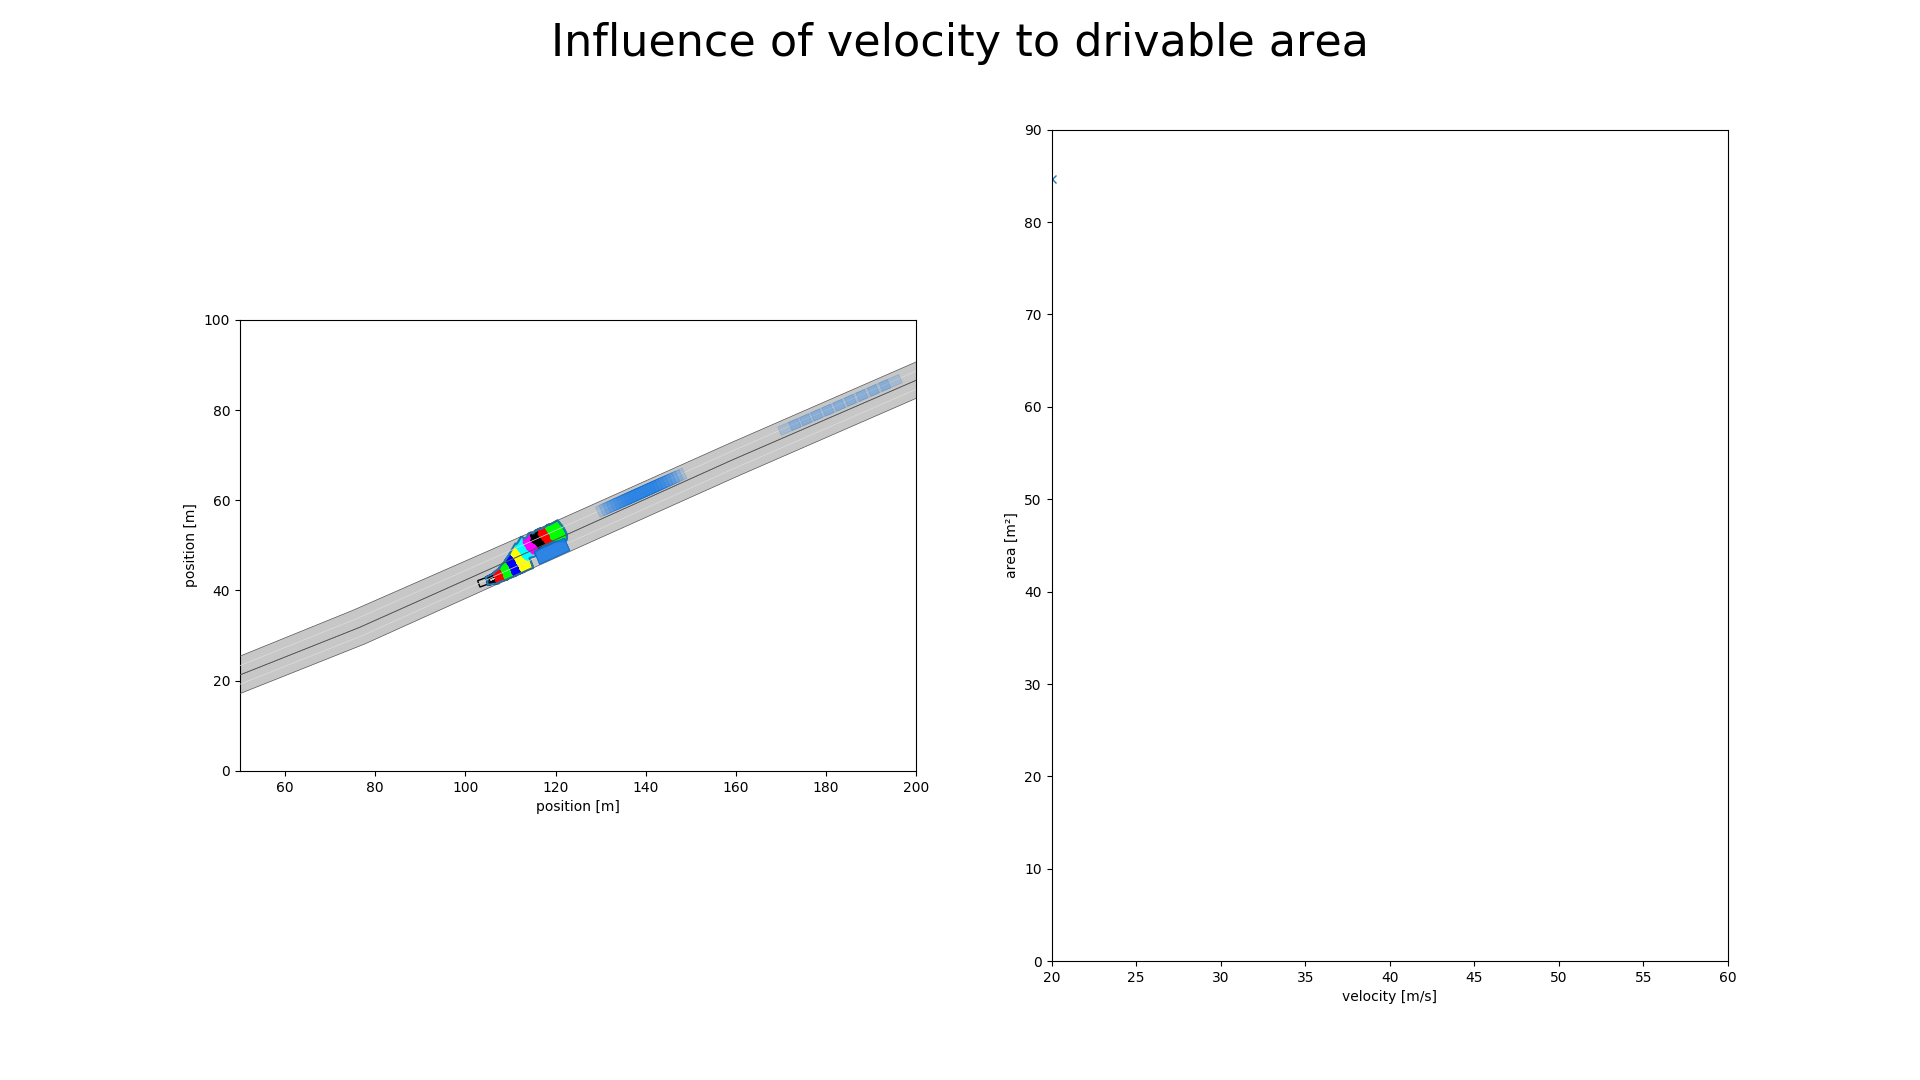 Influence of velocity to drivable area
100
80
60
40
20
0
position [m]
60 80 100 120 140 160 180 200
position [m]
90
80
70
60
50
40
30
20
10
0
area [m²]
20 25 30 35 40 45 50 55 60
velocity [m/s]